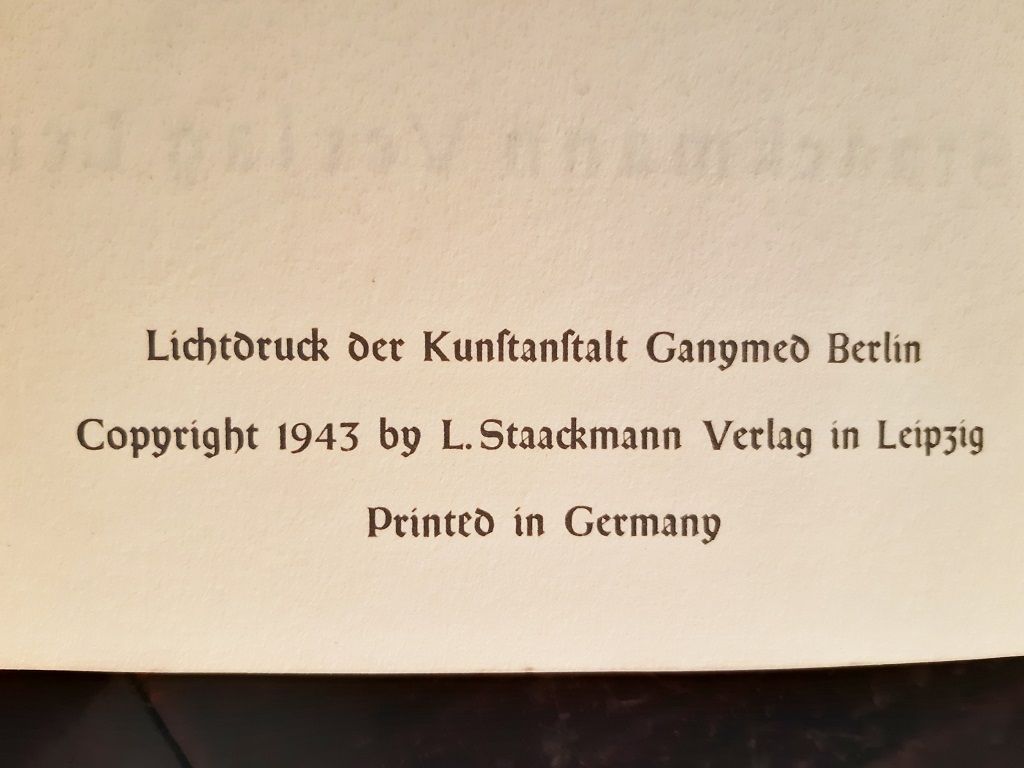 Lichtdruck der Kunſtanſtalt Ganymed Berlin
Copyright 1943 by L. Staackmann Verlag in Leipzig
Printed in Germany